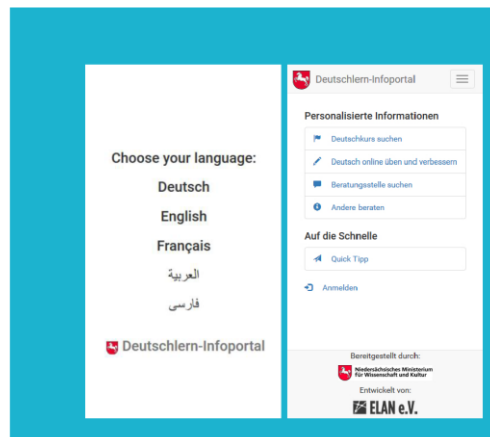 Choose your language:
Deutsch
English
Français
العربية
فارسی
Deutschlern-Infoportal
Deutschlern-Infoportal
Personalisierte Informationen
Deutschkurs suchen
Deutsch online üben und verbessern
Beratungsstelle suchen
Andere beraten
Auf die Schnelle
Quick Tipp
Anmelden
Bereitgestellt durch:
Niedersächsisches Ministerium
für Wissenschaft und Kultur
Entwickelt von:
ELAN e.V.